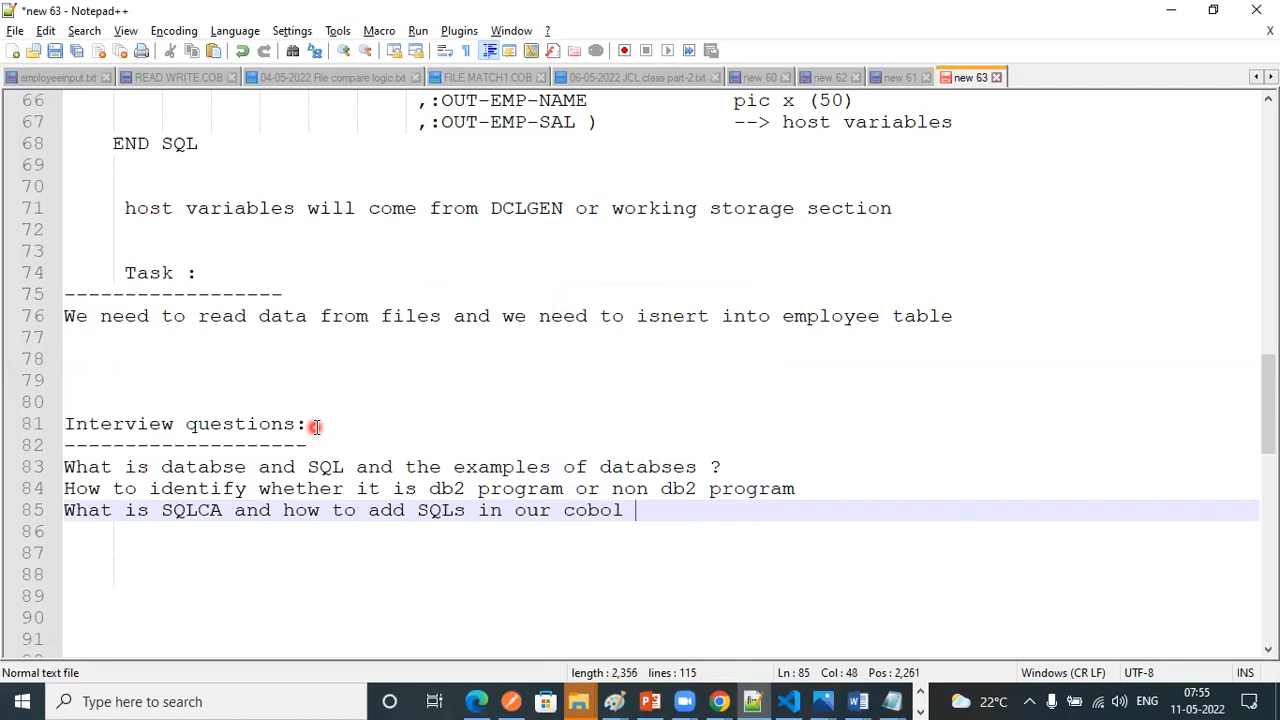 *new 63 - Notepad++
File Edit Search View Encoding Language Settings Tools Macro Run Plugins Window ? X
employeeinput.txt READ WRITE.COB 04-05-2022 File compare logic.txt FILE MATCH1.COB 06-05-2022 JCL class part-2.txt new 60 new 62 new 61 new 63
66 ,:OUT-EMP-NAME pic x (50)
67 ,:OUT-EMP-SAL ) --> host variables
68 END SQL
69
70
71 host variables will come from DCLGEN or working storage section
72
73
74 Task :
75 ------------------
76 We need to read data from files and we need to isnert into employee table
77
78
79
80
81 Interview questions:
82 --------------------
83 What is databse and SQL and the examples of databses ?
84 How to identify whether it is db2 program or non db2 program
85 What is SQLCA and how to add SQLs in our cobol
86
87
88
89
90
91
Normal text file length : 2,356 lines : 115 Ln : 85 Col : 48 Pos : 2,261 Windows (CR LF) UTF-8 INS
Type here to search 22°C ENG 07:55
11-05-2022